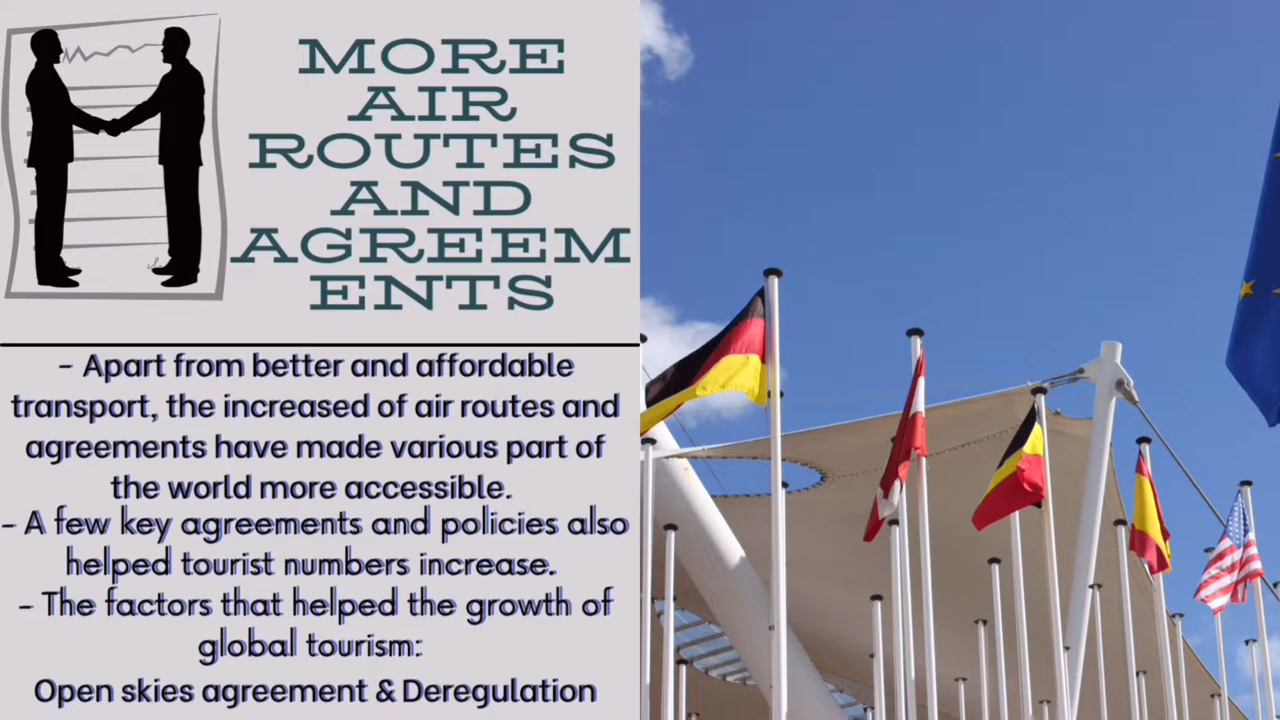 MORE
AIR
ROUTES
AND
AGREEM
ENTS
- Apart from better and affordable
transport, the increased of air routes and
agreements have made various part of
the world more accessible.
- A few key agreements and policies also
helped tourist numbers increase.
- The factors that helped the growth of
global tourism:
Open skies agreement & Deregulation